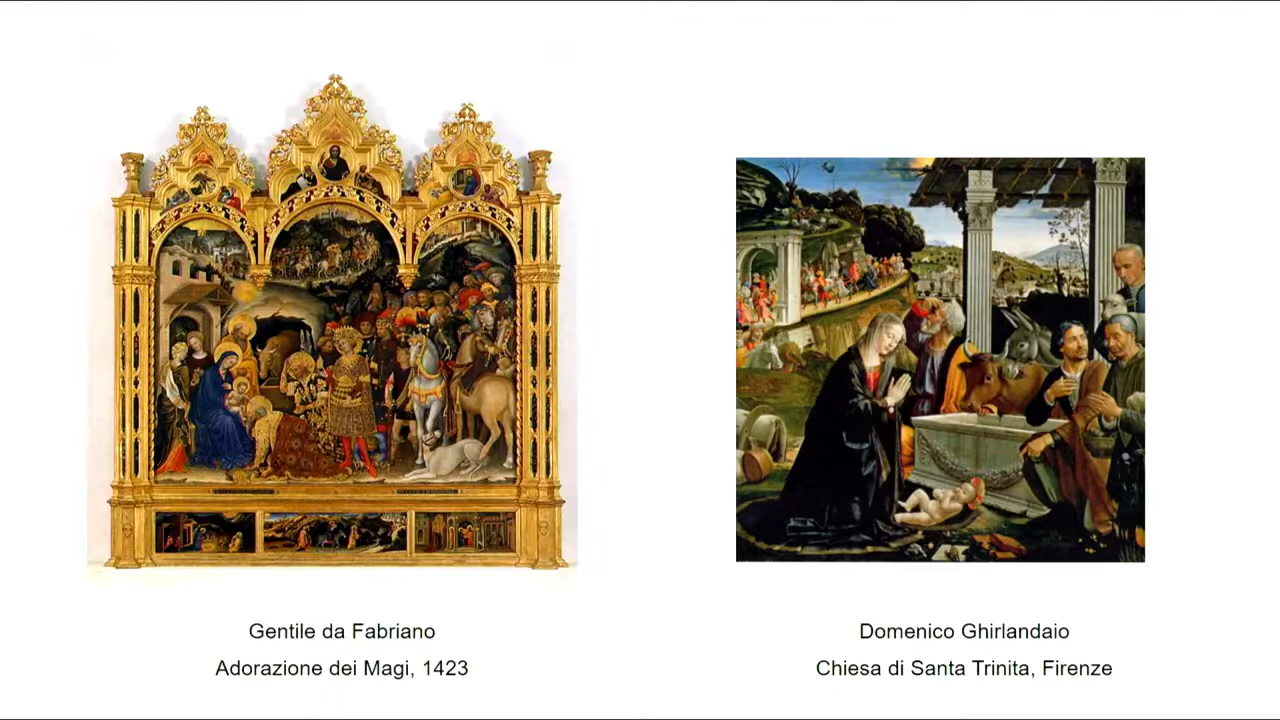 Gentile da Fabriano
Adorazione dei Magi, 1423
Domenico Ghirlandaio
Chiesa di Santa Trinita, Firenze